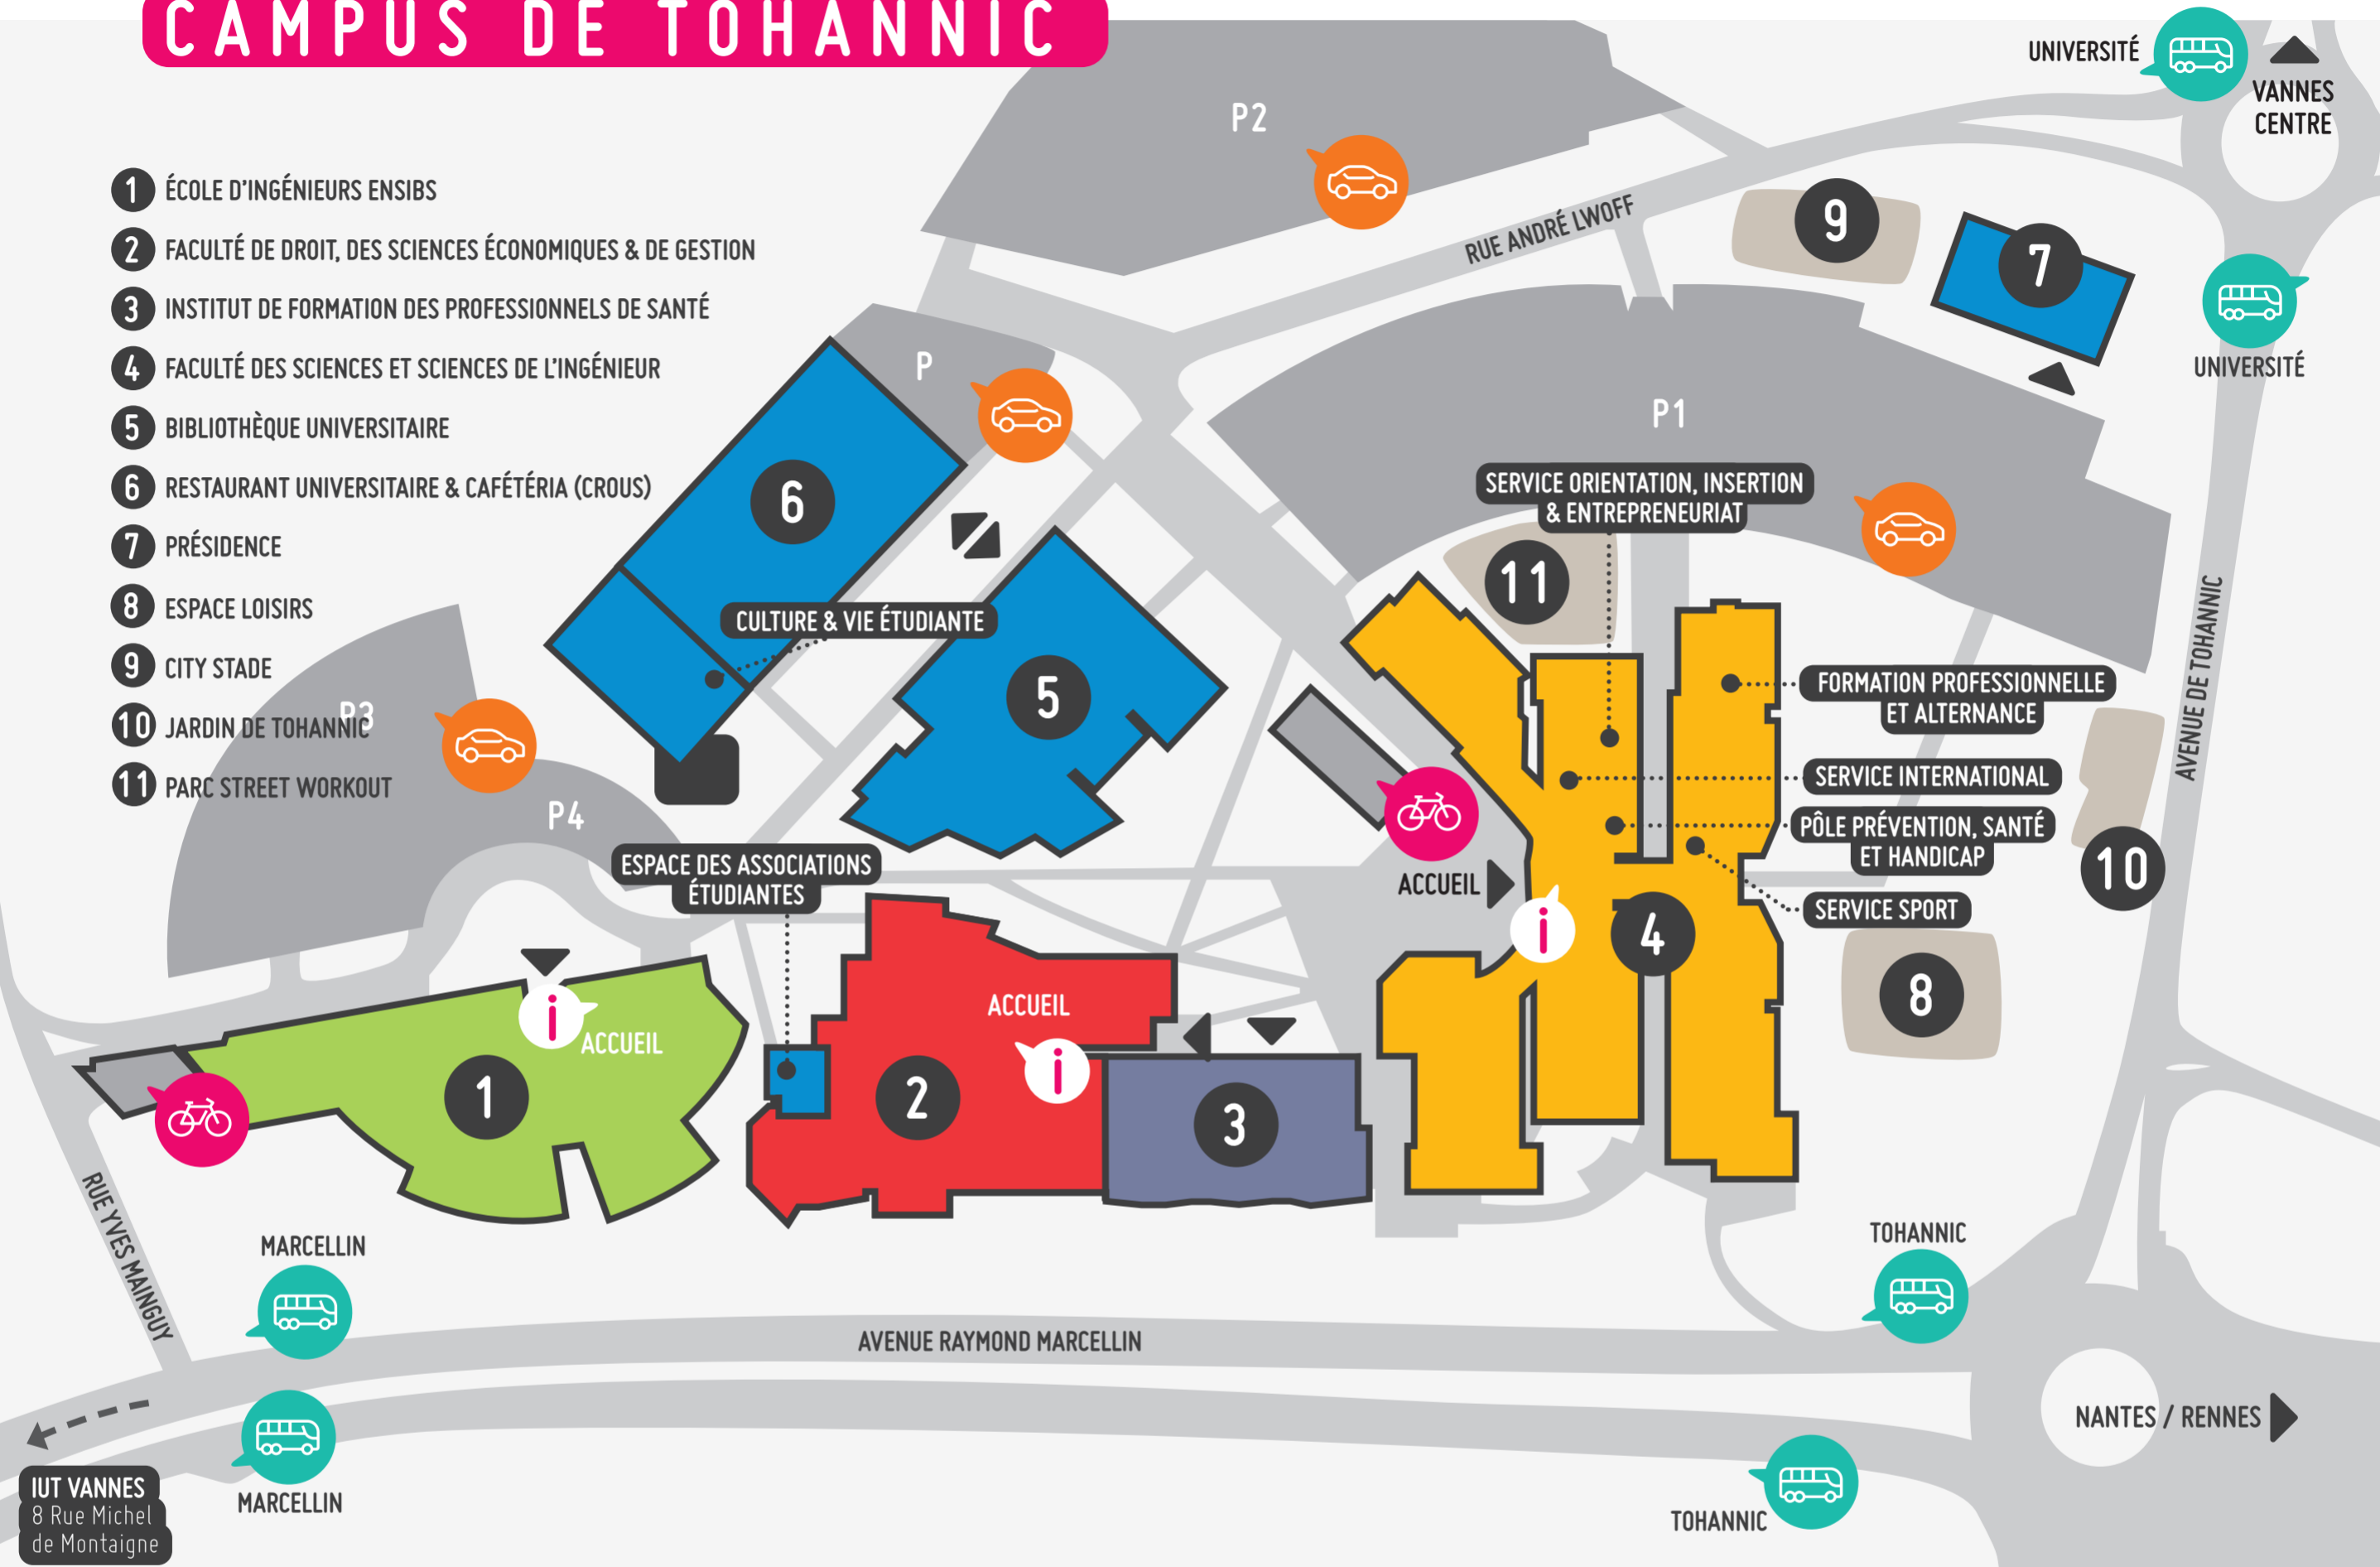 CAMPUS DE TOHANNIC
1 ÉCOLE D'INGÉNIEURS ENSIBS
2 FACULTÉ DE DROIT, DES SCIENCES ÉCONOMIQUES & DE GESTION
3 INSTITUT DE FORMATION DES PROFESSIONNELS DE SANTÉ
4 FACULTÉ DES SCIENCES ET SCIENCES DE L'INGÉNIEUR
5 BIBLIOTHÈQUE UNIVERSITAIRE
6 RESTAURANT UNIVERSITAIRE & CAFÉTÉRIA (CROUS)
7 PRÉSIDENCE
8 ESPACE LOISIRS
9 CITY STADE
10 JARDIN DE TOHANNIC
11 PARC STREET WORKOUT
UNIVERSITÉ
VANNES
CENTRE
P2
RUE ANDRÉ LWOFF
9
7
UNIVERSITÉ
P
P1
6
SERVICE ORIENTATION, INSERTION
& ENTREPRENEURIAT
11
CULTURE & VIE ÉTUDIANTE
5
AVENUE DE TOHANNIC
FORMATION PROFESSIONNELLE
ET ALTERNANCE
P3
P4
SERVICE INTERNATIONAL
PÔLE PRÉVENTION, SANTÉ
ET HANDICAP
10
ESPACE DES ASSOCIATIONS
ÉTUDIANTES
ACCUEIL
i
4
SERVICE SPORT
8
i
ACCUEIL
1
ACCUEIL
i
2
3
RUE YVES MAINGUY
MARCELLIN
TOHANNIC
AVENUE RAYMOND MARCELLIN
NANTES / RENNES
IUT VANNES
8 Rue Michel
de Montaigne
MARCELLIN
TOHANNIC